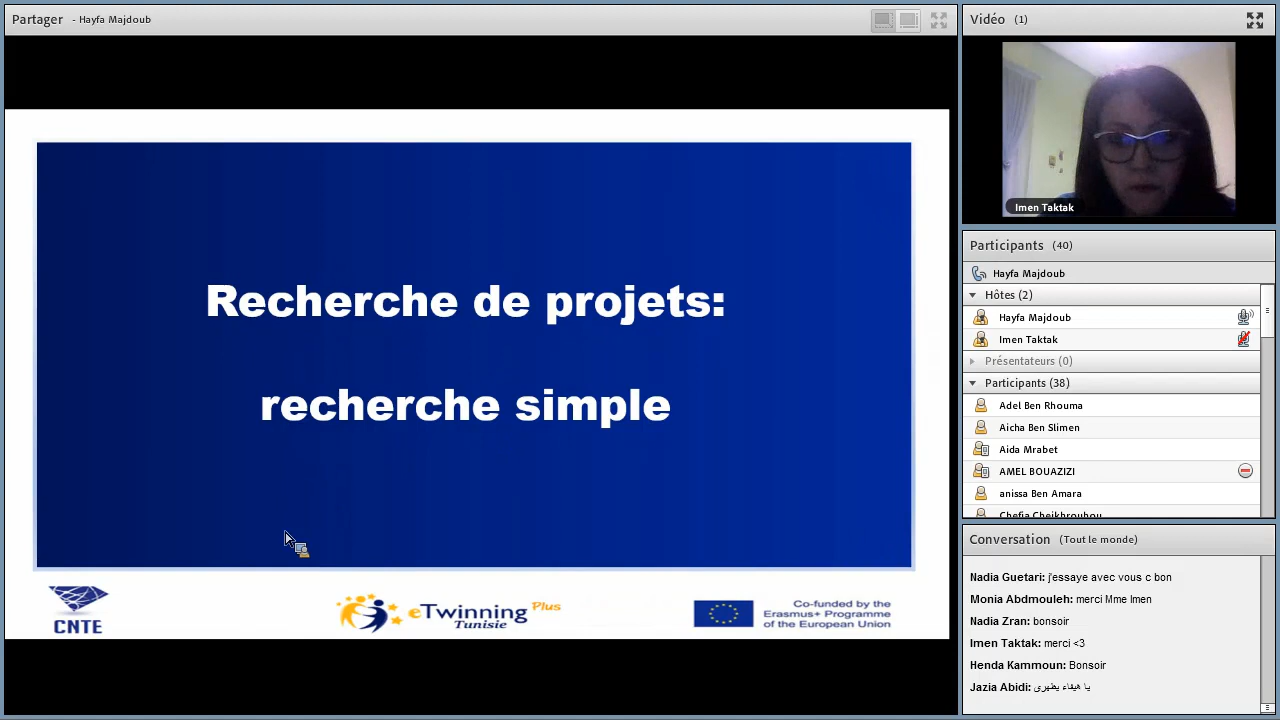 Partager - Hayfa Majdoub
Recherche de projets:
recherche simple
CNTE
eTwinning Plus
Tunisie
Co-funded by the
Erasmus+ Programme
of the European Union
Vidéo (1)
Imen Taktak
Participants (40)
Hayfa Majdoub
Hôtes (2)
Hayfa Majdoub
Imen Taktak
Présentateurs (0)
Participants (38)
Adel Ben Rhouma
Aicha Ben Slimen
Aida Mrabet
AMEL BOUAZIZI
anissa Ben Amara
Chefia Cheikhrouhou
Conversation (Tout le monde)
Nadia Guetari: j'essaye avec vous c bon
Monia Abdmouleh: merci Mme Imen
Nadia Zran: bonsoir
Imen Taktak: merci <3
Henda Kammoun: Bonsoir
Jazia Abidi: يا هيفاء يظهرى